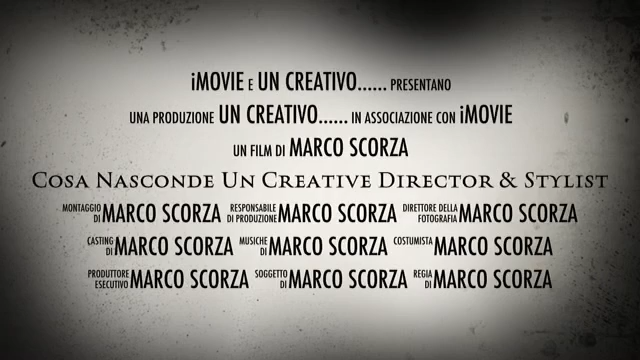 iMOVIE E UN CREATIVO...... PRESENTANO
UNA PRODUZIONE UN CREATIVO...... IN ASSOCIAZIONE CON iMOVIE
UN FILM DI MARCO SCORZA
COSA NASCONDE UN CREATIVE DIRECTOR & STYLIST
MONTAGGIO DI MARCO SCORZA RESPONSABILE DI PRODUZIONE MARCO SCORZA DIRETTORE DELLA FOTOGRAFIA MARCO SCORZA
CASTING DI MARCO SCORZA MUSICHE DI MARCO SCORZA COSTUMISTA MARCO SCORZA
PRODUTTORE ESECUTIVO MARCO SCORZA SOGGETTO DI MARCO SCORZA REGIA DI MARCO SCORZA